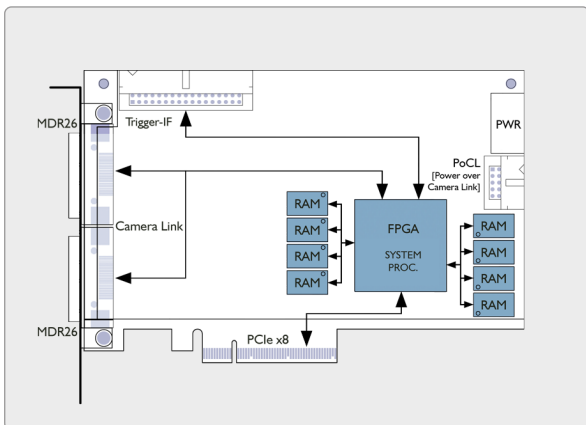 MDR26
Trigger-IF
PWR
PoCL
[Power over
Camera Link]
Camera Link
RAM
RAM
RAM
RAM
FPGA
SYSTEM
PROC.
RAM
RAM
RAM
RAM
MDR26
PCIe x8